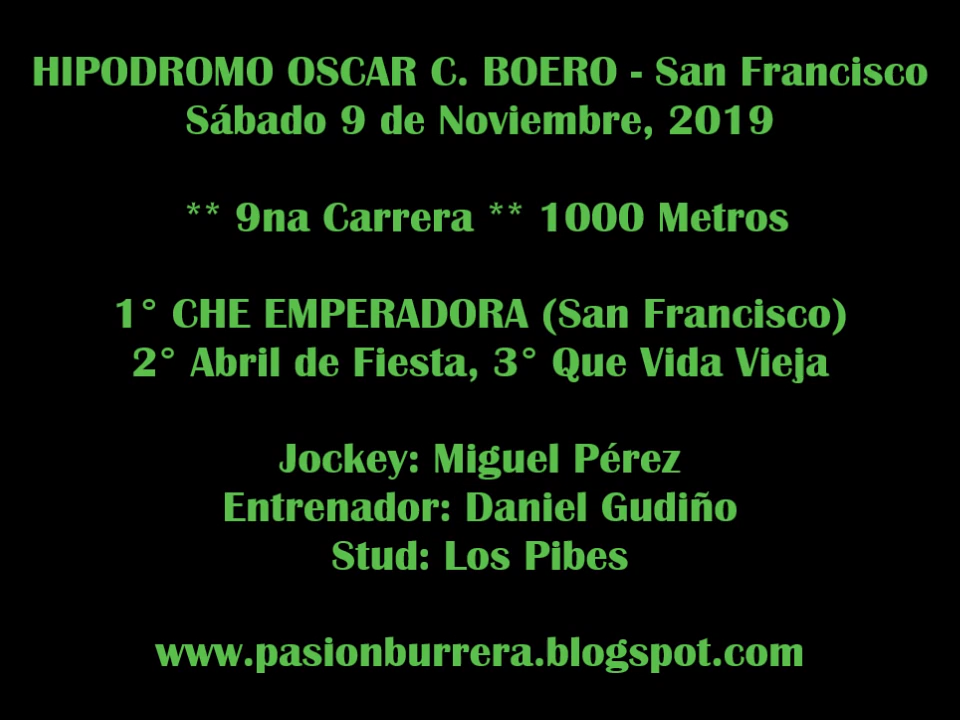 HIPODROMO OSCAR C. BOERO - San Francisco
Sábado 9 de Noviembre, 2019
** 9na Carrera ** 1000 Metros
1° CHE EMPERADORA (San Francisco)
2° Abril de Fiesta, 3° Que Vida Vieja
Jockey: Miguel Pérez
Entrenador: Daniel Gudiño
Stud: Los Pibes
www.pasionburrera.blogspot.com